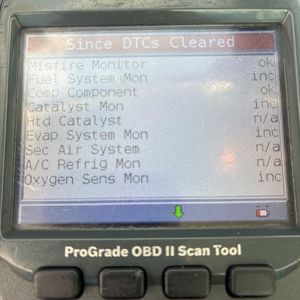 Since DTCs Cleared
Misfire Monitor ok
Fuel System Mon inc
Comp Component ok
Catalyst Mon inc
Htd Catalyst n/a
Evap System Mon inc
Sec Air System n/a
A/C Refrig Mon n/a
Oxygen Sens Mon inc
ProGrade OBD II Scan Tool